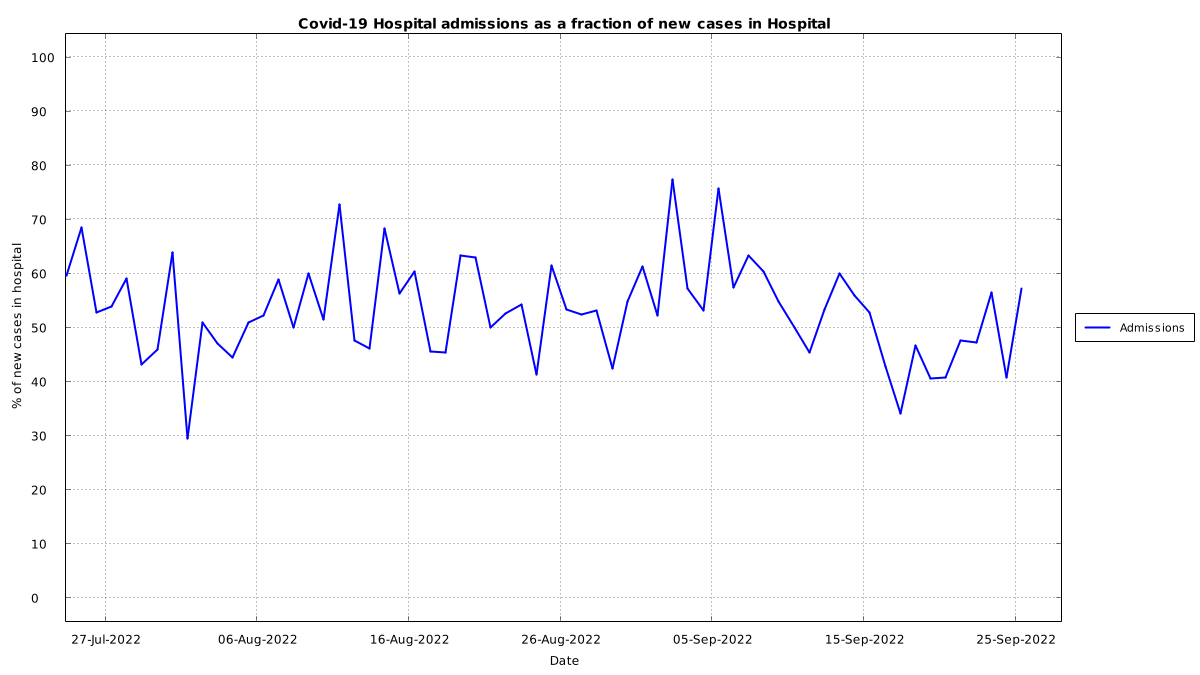 Covid-19 Hospital admissions as a fraction of new cases in Hospital
100
90
80
70
60
50
40
30
20
10
0
% of new cases in hospital
27-Jul-2022
06-Aug-2022
16-Aug-2022
26-Aug-2022
05-Sep-2022
15-Sep-2022
25-Sep-2022
Date
Admissions